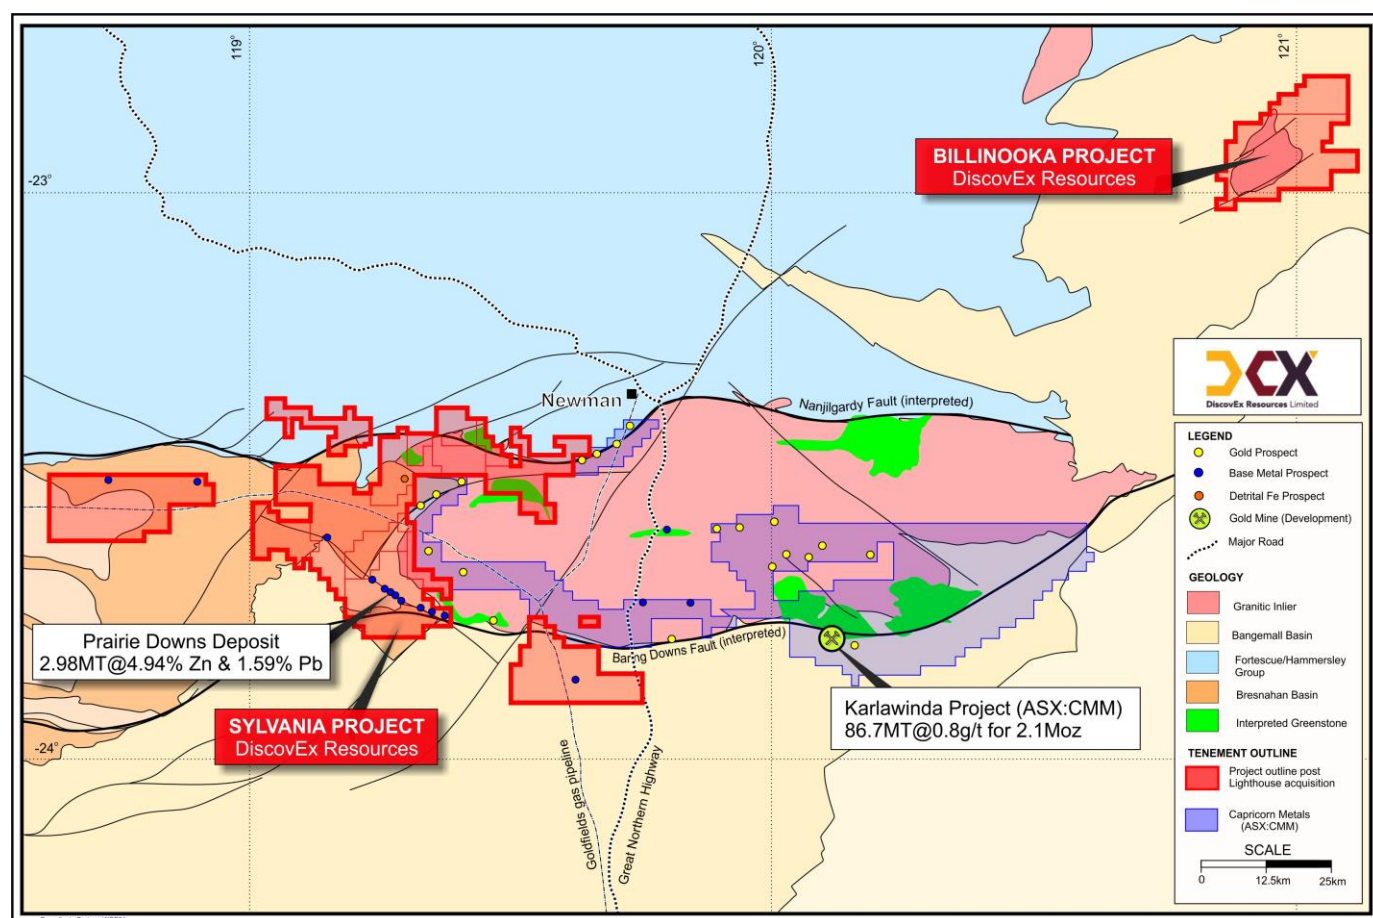 119°
120°
121°
-23°
BILLINOOKA PROJECT
DiscovEx Resources
DCX
DiscovEx Resources Limited
Newman
Nanjilgardy Fault (interpreted)
LEGEND
Gold Prospect
Base Metal Prospect
Detrital Fe Prospect
Gold Mine (Development)
Major Road
GEOLOGY
Granitic Inlier
Bangemall Basin
Fortescue/Hammersley
Group
Bresnahan Basin
Interpreted Greenstone
TENEMENT OUTLINE
Project outline post
Lighthouse acquisition
Capricorn Metals
(ASX:CMM)
SCALE
0 12.5km 25km
Prairie Downs Deposit
2.98MT@4.94% Zn & 1.59% Pb
Baring Downs Fault (interpreted)
SYLVANIA PROJECT
DiscovEx Resources
Karlawinda Project (ASX:CMM)
86.7MT@0.8g/t for 2.1Moz
-24°
Goldfields gas pipeline
Great Northern Highway